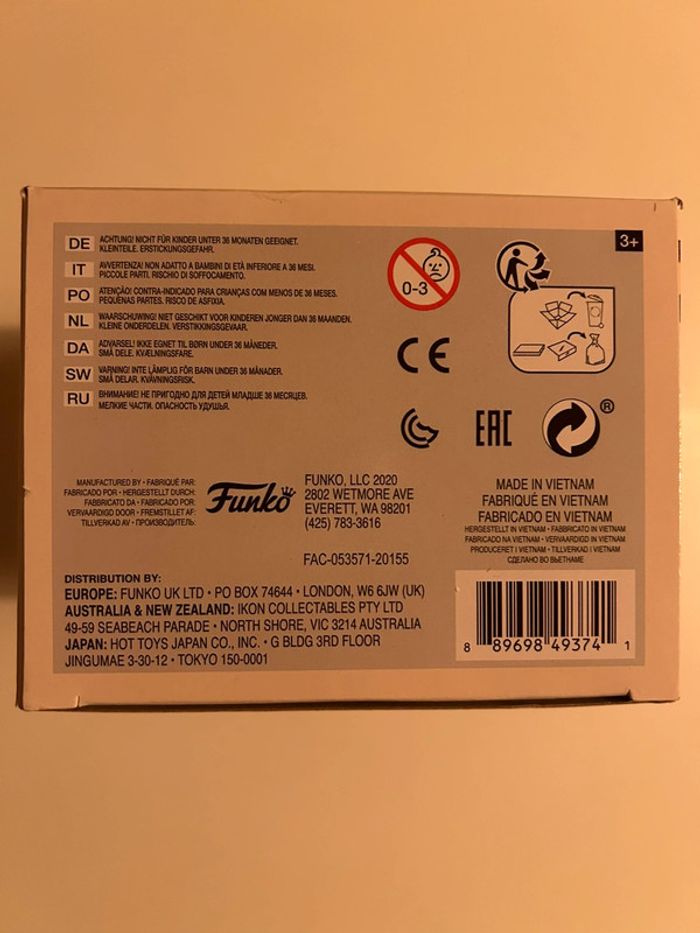 DE ACHTUNG! NICHT FÜR KINDER UNTER 36 MONATEN GEEIGNET.
KLEINTEILE. ERSTICKUNGSGEFAHR.
IT AVVERTENZA! NON ADATTO A BAMBINI DI ETÀ INFERIORE A 36 MESI.
PICCOLE PARTI. RISCHIO DI SOFFOCAMENTO.
PO ATENÇÃO! CONTRA-INDICADO PARA CRIANÇAS COM MENOS DE 36 MESES.
PEQUENAS PARTES. RISCO DE ASFIXIA.
NL WAARSCHUWING! NIET GESCHIKT VOOR KINDEREN JONGER DAN 36 MAANDEN.
KLEINE ONDERDELEN. VERSTIKKINGSGEVAAR.
DA ADVARSEL! IKKE EGNET TIL BØRN UNDER 36 MÅNEDER.
SMÅ DELE. KVÆLNINGSFARE.
SW VARNING! INTE LÄMPLIG FÖR BARN UNDER 36 MÅNADER.
SMÅ DELAR. KVÄVNINGSRISK.
RU ВНИМАНИЕ! НЕ ПРИГОДНО ДЛЯ ДЕТЕЙ МЛАДШЕ 36 МЕСЯЦЕВ.
МЕЛКИЕ ЧАСТИ. ОПАСНОСТЬ УДУШЬЯ.
0-3
3+
CE
EAC
®
MANUFACTURED BY • FABRIQUÉ PAR:
FABRICADO POR • HERGESTELLT DURCH:
FABBRICATO DA • FABRICADO POR:
VERVAARDIGD DOOR • FREMSTILLET AF:
TILLVERKAD AV • ПРОИЗВОДИТЕЛЬ:
Funko
FUNKO, LLC 2020
2802 WETMORE AVE
EVERETT, WA 98201
(425) 783-3616
FAC-053571-20155
MADE IN VIETNAM
FABRIQUÉ EN VIETNAM
FABRICADO EN VIETNAM
HERGESTELLT IN VIETNAM • FABBRICATO IN VIETNAM
FABRICADO NA VIETNAM • VERVAARDIGD IN VIETNAM
PRODUCERET I VIETNAM • TILLVERKAD I VIETNAM
СДЕЛАНО ВО ВЬЕТНАМЕ
DISTRIBUTION BY:
EUROPE: FUNKO UK LTD • PO BOX 74644 • LONDON, W6 6JW (UK)
AUSTRALIA & NEW ZEALAND: IKON COLLECTABLES PTY LTD
49-59 SEABEACH PARADE • NORTH SHORE, VIC 3214 AUSTRALIA
JAPAN: HOT TOYS JAPAN CO., INC. • G BLDG 3RD FLOOR
JINGUMAE 3-30-12 • TOKYO 150-0001
8 89698 49374 1